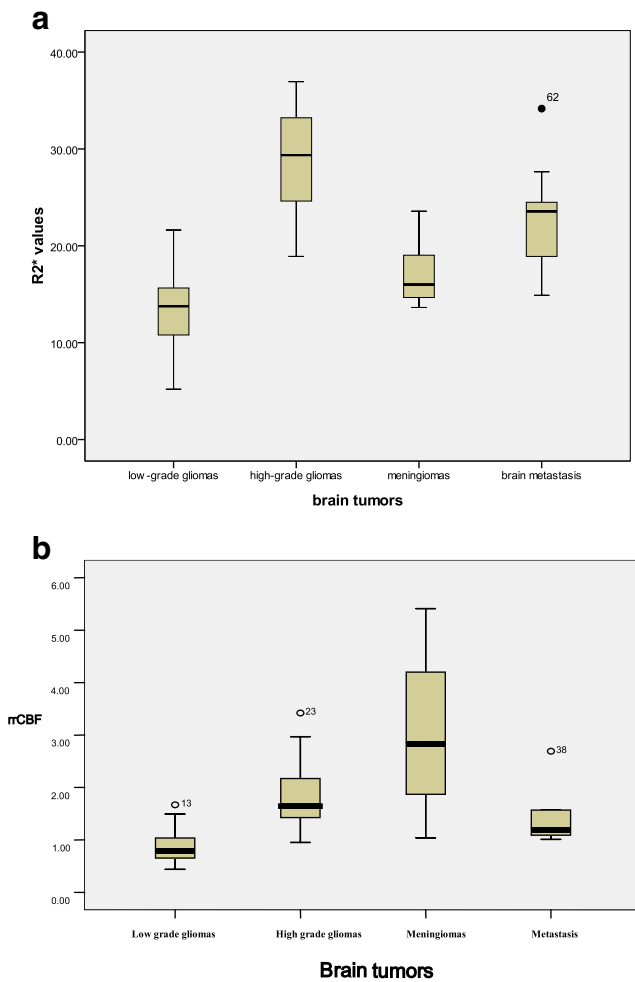 a
40.00
62
30.00
R2* values
20.00
10.00
0.00
low -grade gliomas high-grade gliomas meningiomas brain metastasis
brain tumors
b
6.00
5.00
4.00
rrCBF
23
3.00
38
2.00
13
1.00
0.00
Low grade gliomas High grade gliomas Meningiomas Metastasis
Brain tumors